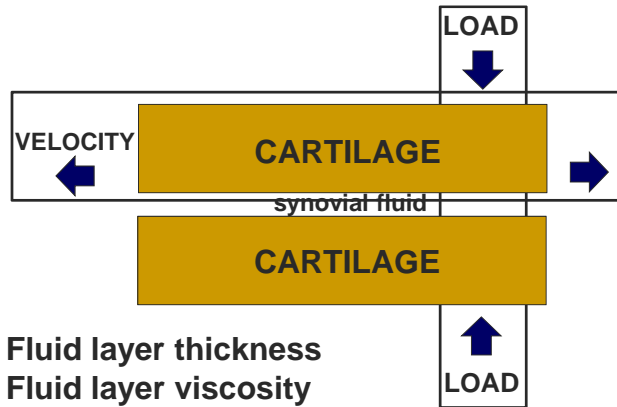 LOAD
VELOCITY
CARTILAGE
synovial fluid
CARTILAGE
Fluid layer thickness
Fluid layer viscosity
LOAD